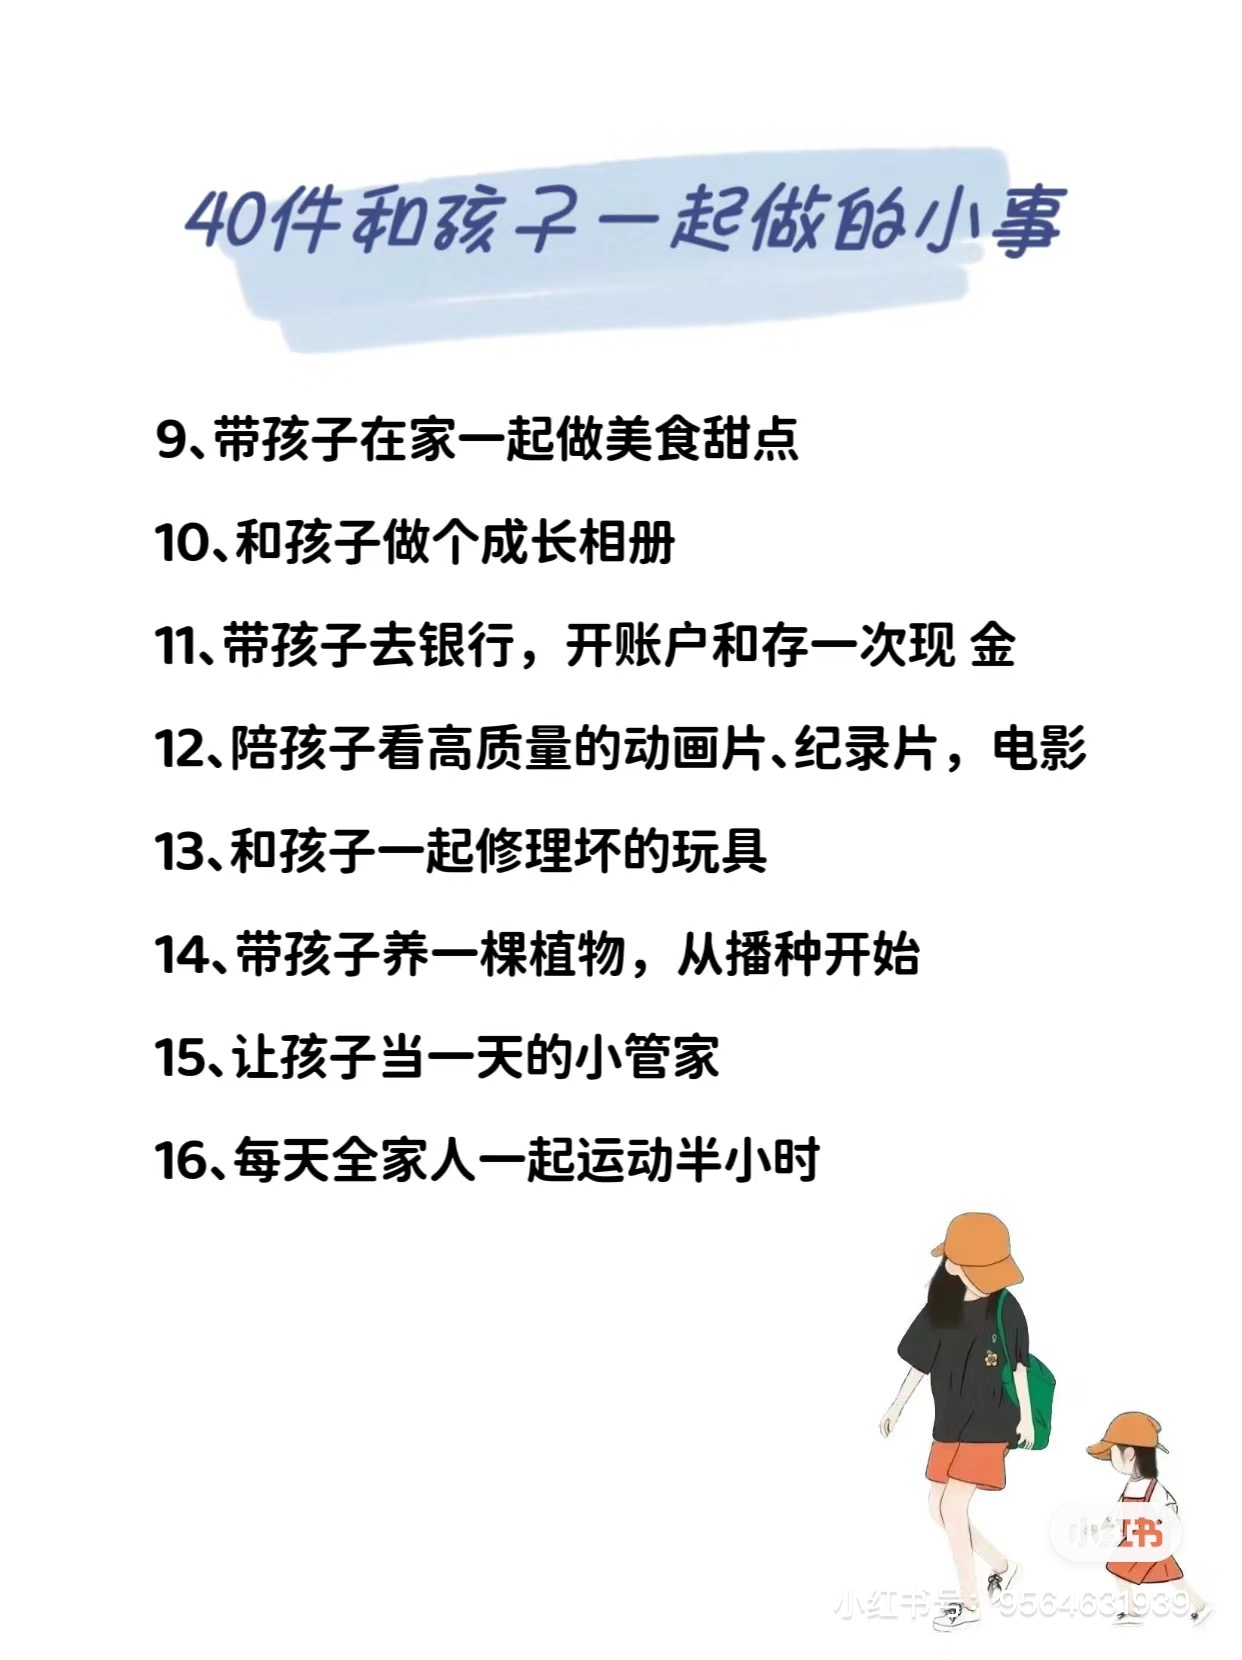 40件和孩子一起做的小事
9、带孩子在家一起做美食甜点
10、和孩子做个成长相册
11、带孩子去银行，开账户和存一次现 金
12、陪孩子看高质量的动画片、纪录片，电影
13、和孩子一起修理坏的玩具
14、带孩子养一棵植物，从播种开始
15、让孩子当一天的小管家
16、每天全家人一起运动半小时
小红书
小红书号：9564631939